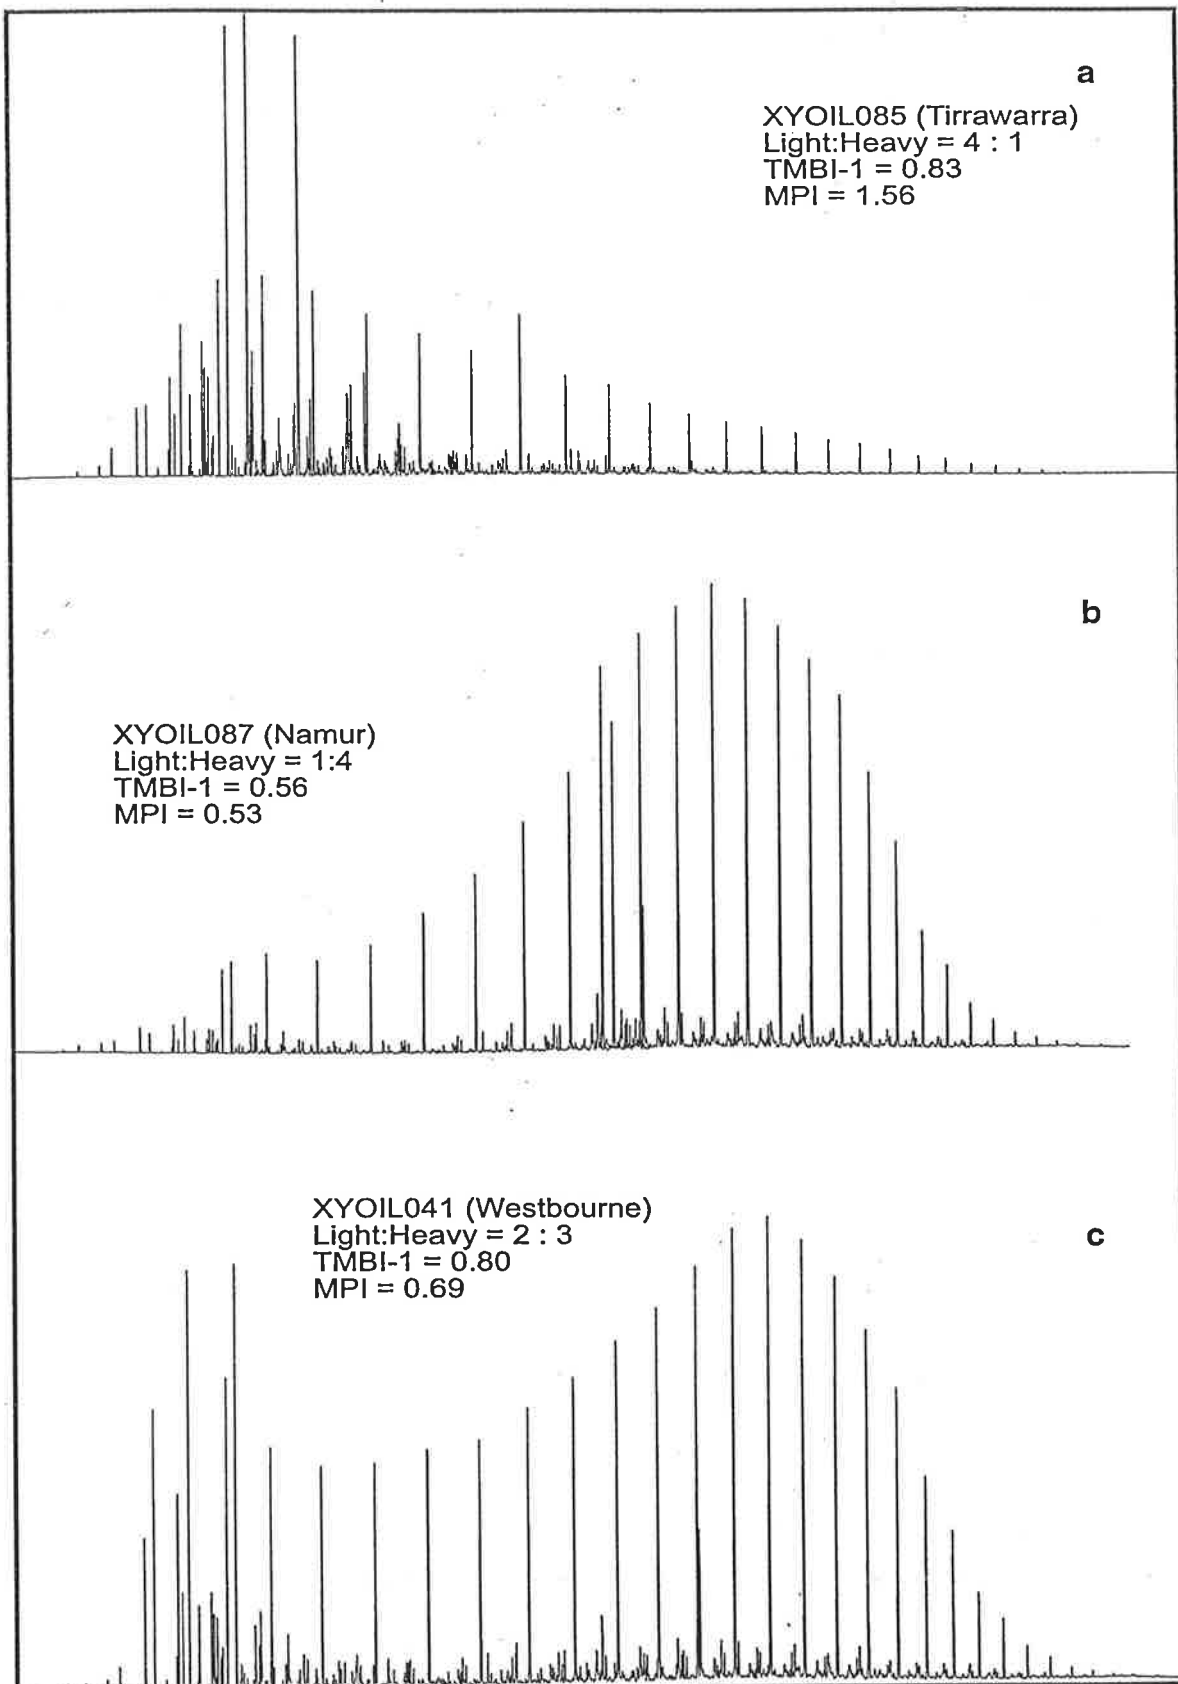 a
XYOIL085 (Tirrawarra)
Light:Heavy = 4 : 1
TMBI-1 = 0.83
MPI = 1.56
b
XYOIL087 (Namur)
Light:Heavy = 1:4
TMBI-1 = 0.56
MPI = 0.53
XYOIL041 (Westbourne)
Light:Heavy = 2 : 3
TMBI-1 = 0.80
MPI = 0.69
c